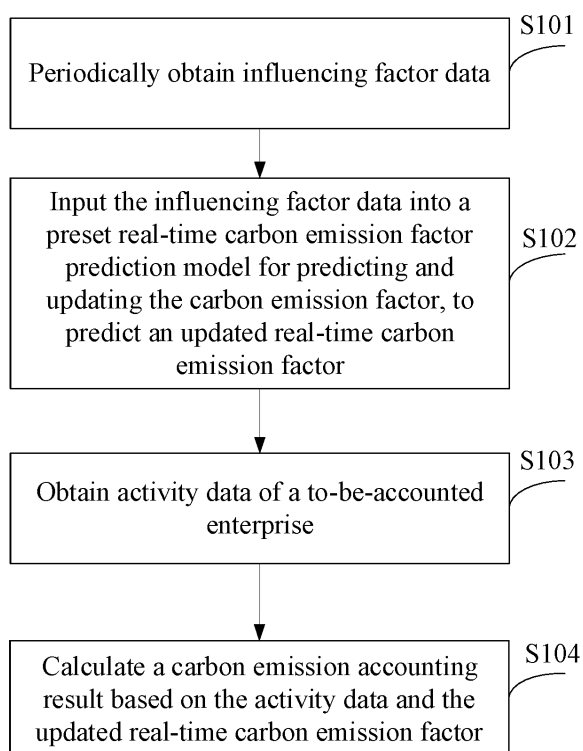 S101
Periodically obtain influencing factor data
Input the influencing factor data into a
preset real-time carbon emission factor
prediction model for predicting and
updating the carbon emission factor, to
predict an updated real-time carbon
emission factor
S102
S103
Obtain activity data of a to-be-accounted
enterprise
S104
Calculate a carbon emission accounting
result based on the activity data and the
updated real-time carbon emission factor